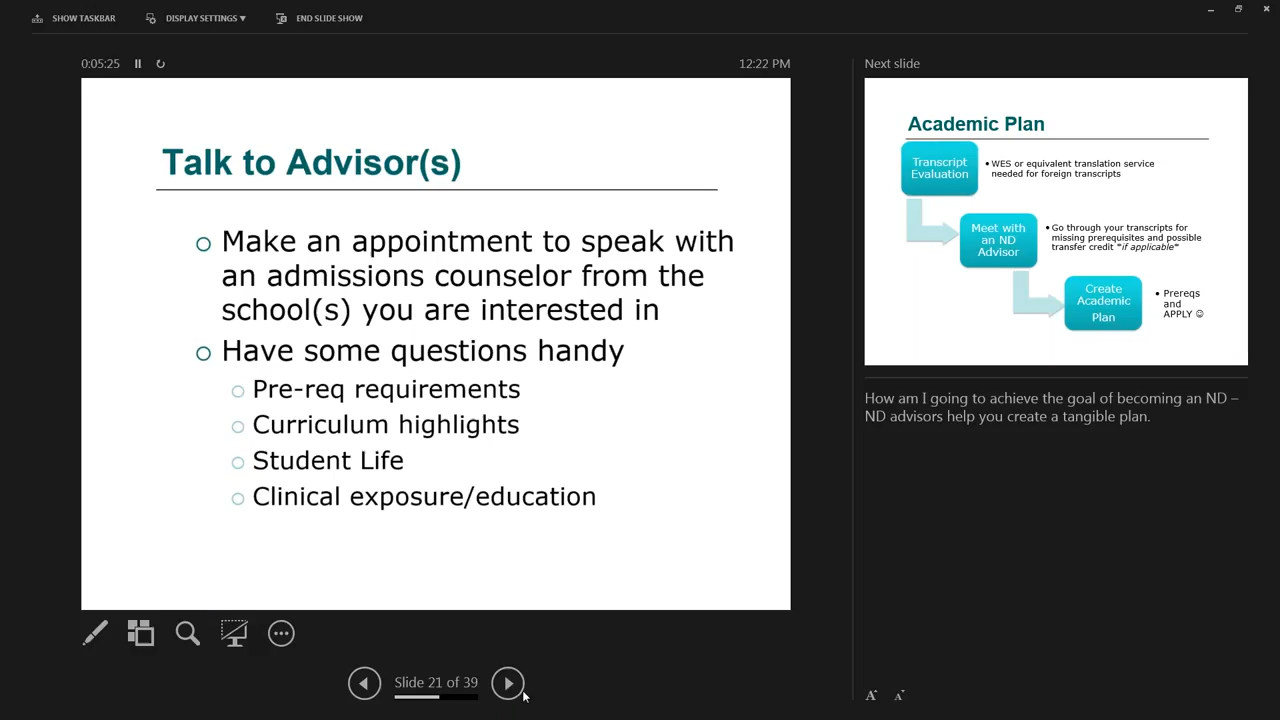 SHOW TASKBAR
DISPLAY SETTINGS ▼
END SLIDE SHOW
0:05:25
12:22 PM
Talk to Advisor(s)
Make an appointment to speak with
an admissions counselor from the
school(s) you are interested in
Have some questions handy
Pre-req requirements
Curriculum highlights
Student Life
Clinical exposure/education
Slide 21 of 39
Next slide
Academic Plan
Transcript
Evaluation
• WES or equivalent translation service
needed for foreign transcripts
Meet with
an ND
Advisor
• Go through your transcripts for
missing prerequisites and possible
transfer credit *if applicable*
Create
Academic
Plan
• Prereqs
and
APPLY ☺
How am I going to achieve the goal of becoming an ND –
ND advisors help you create a tangible plan.
A A